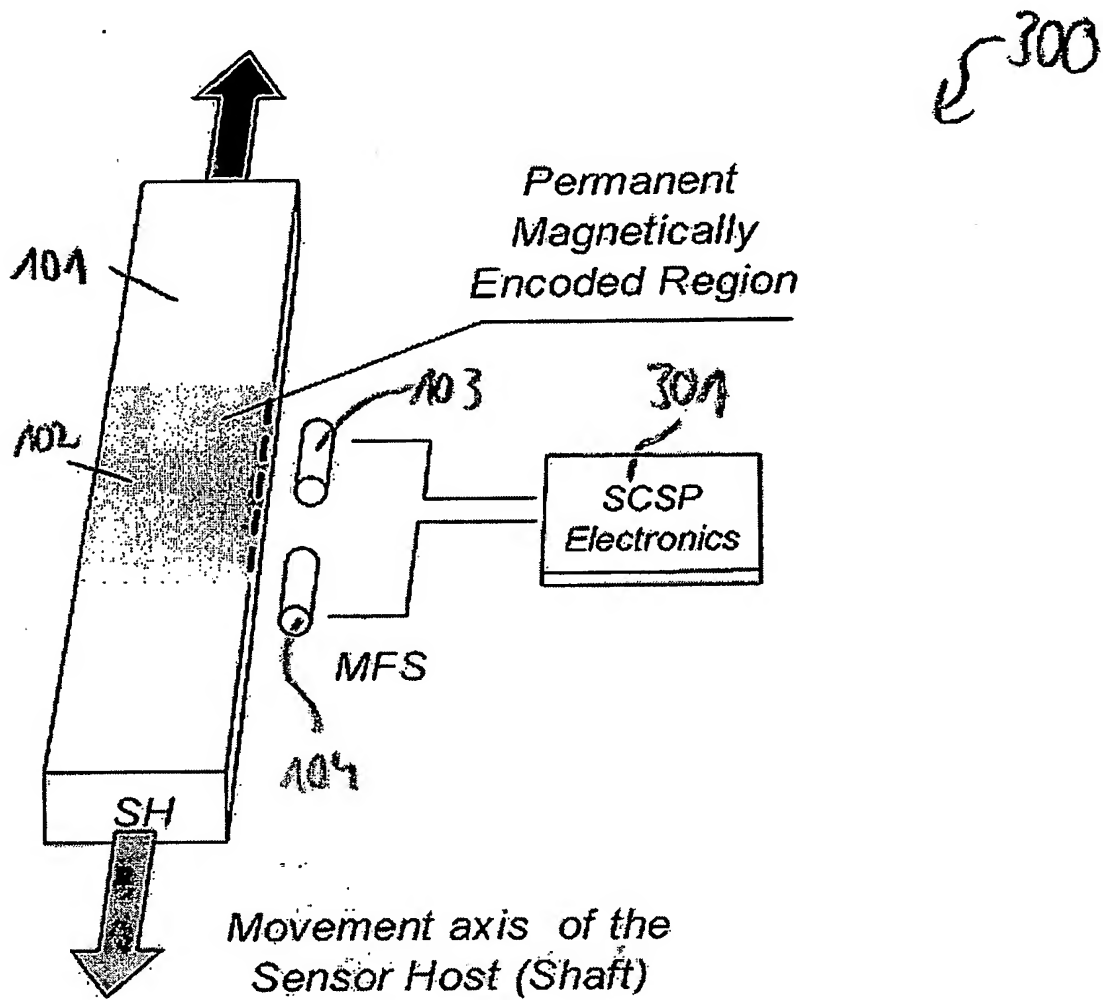 300
Permanent
Magnetically
Encoded Region
101
103
301
102
SCSP
Electronics
MFS
104
SH
Movement axis of the
Sensor Host (Shaft)